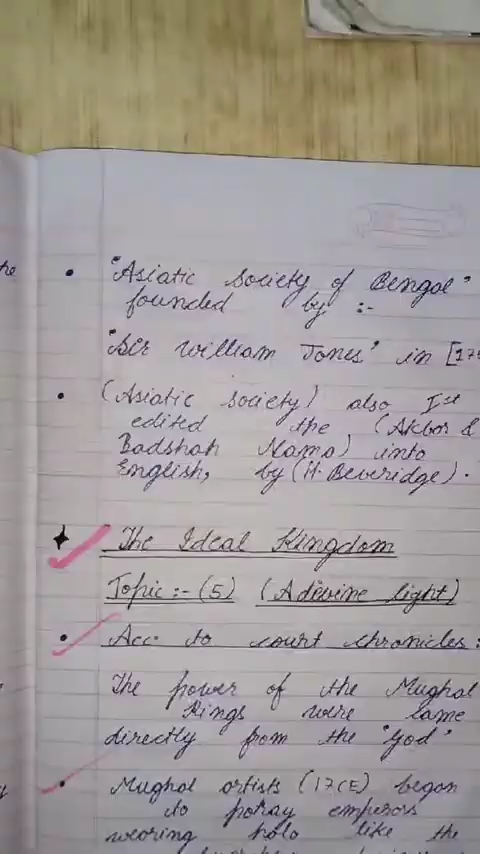 "Asiatic Society of Bengal"
founded by :-
"Sir William Jones" in [17
(Asiatic society) also Ist
edited the (Akbar &
Badshah Nama) into
English, by (H. Beveridge).
The Ideal Kingdom
Topic :- (5) (A devine light)
Acc. to court chronicles :
The power of the Mughal
Kings were came
directly from the "God"
Mughal artists (17CE) began
to potray emperors
wearing halo like the